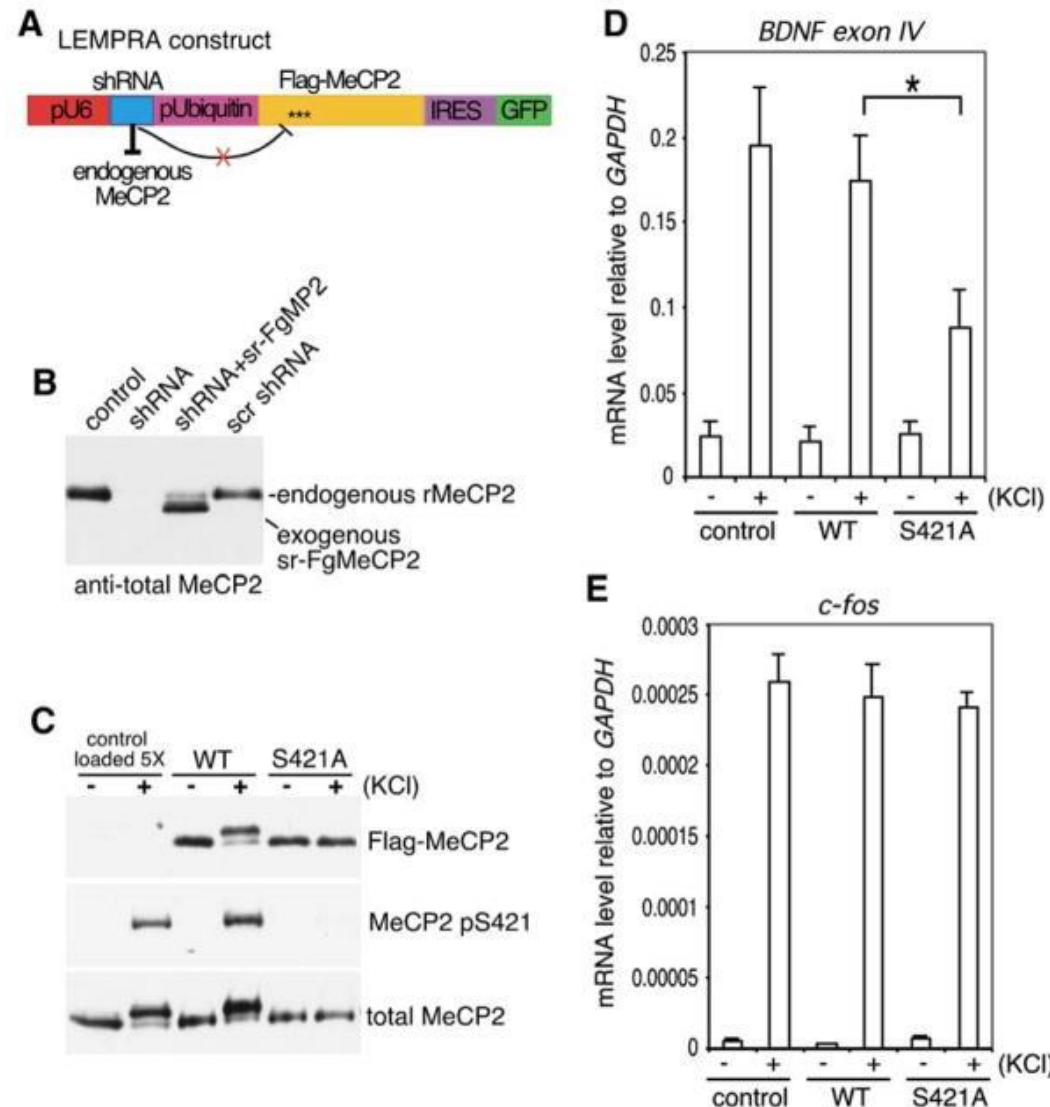 A
LEMPRA construct
shRNA
Flag-MeCP2
pU6
pUbiquitin
***
IRES
GFP
X
endogenous
MeCP2
B
control
shRNA
shRNA+sr-FgMP2
scr shRNA
-endogenous rMeCP2
exogenous
sr-FgMeCP2
anti-total MeCP2
C
control
loaded 5X
WT
S421A
- + - + - + (KCl)
Flag-MeCP2
MeCP2 pS421
total MeCP2
D
BDNF exon IV
mRNA level relative to GAPDH
0.25
0.2
0.15
0.1
0.05
0
*
- + - + - + (KCl)
control WT S421A
E
c-fos
mRNA level relative to GAPDH
0.0003
0.00025
0.0002
0.00015
0.0001
0.00005
0
- + - + - + (KCl)
control WT S421A